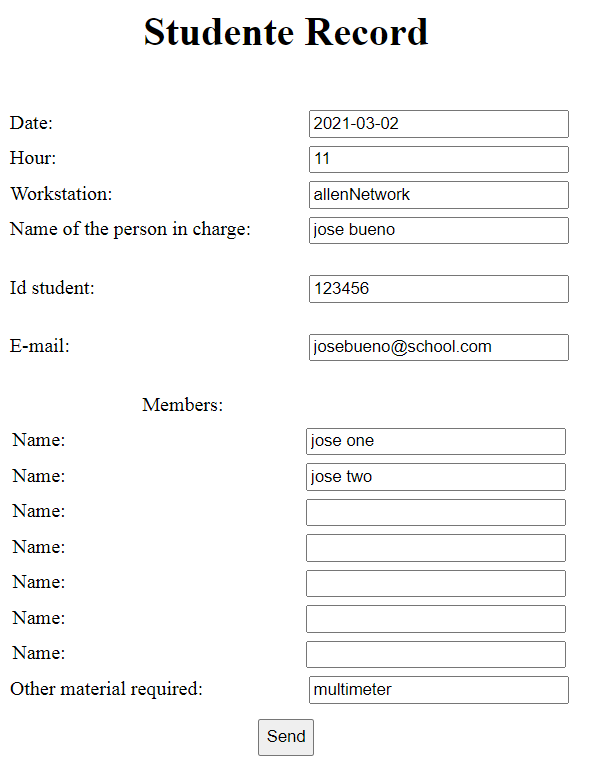 Studente Record
Date: 2021-03-02
Hour: 11
Workstation: allenNetwork
Name of the person in charge: jose bueno
Id student: 123456
E-mail: josebueno@school.com
Members:
Name: jose one
Name: jose two
Name:
Name:
Name:
Name:
Name:
Other material required: multimeter
Send